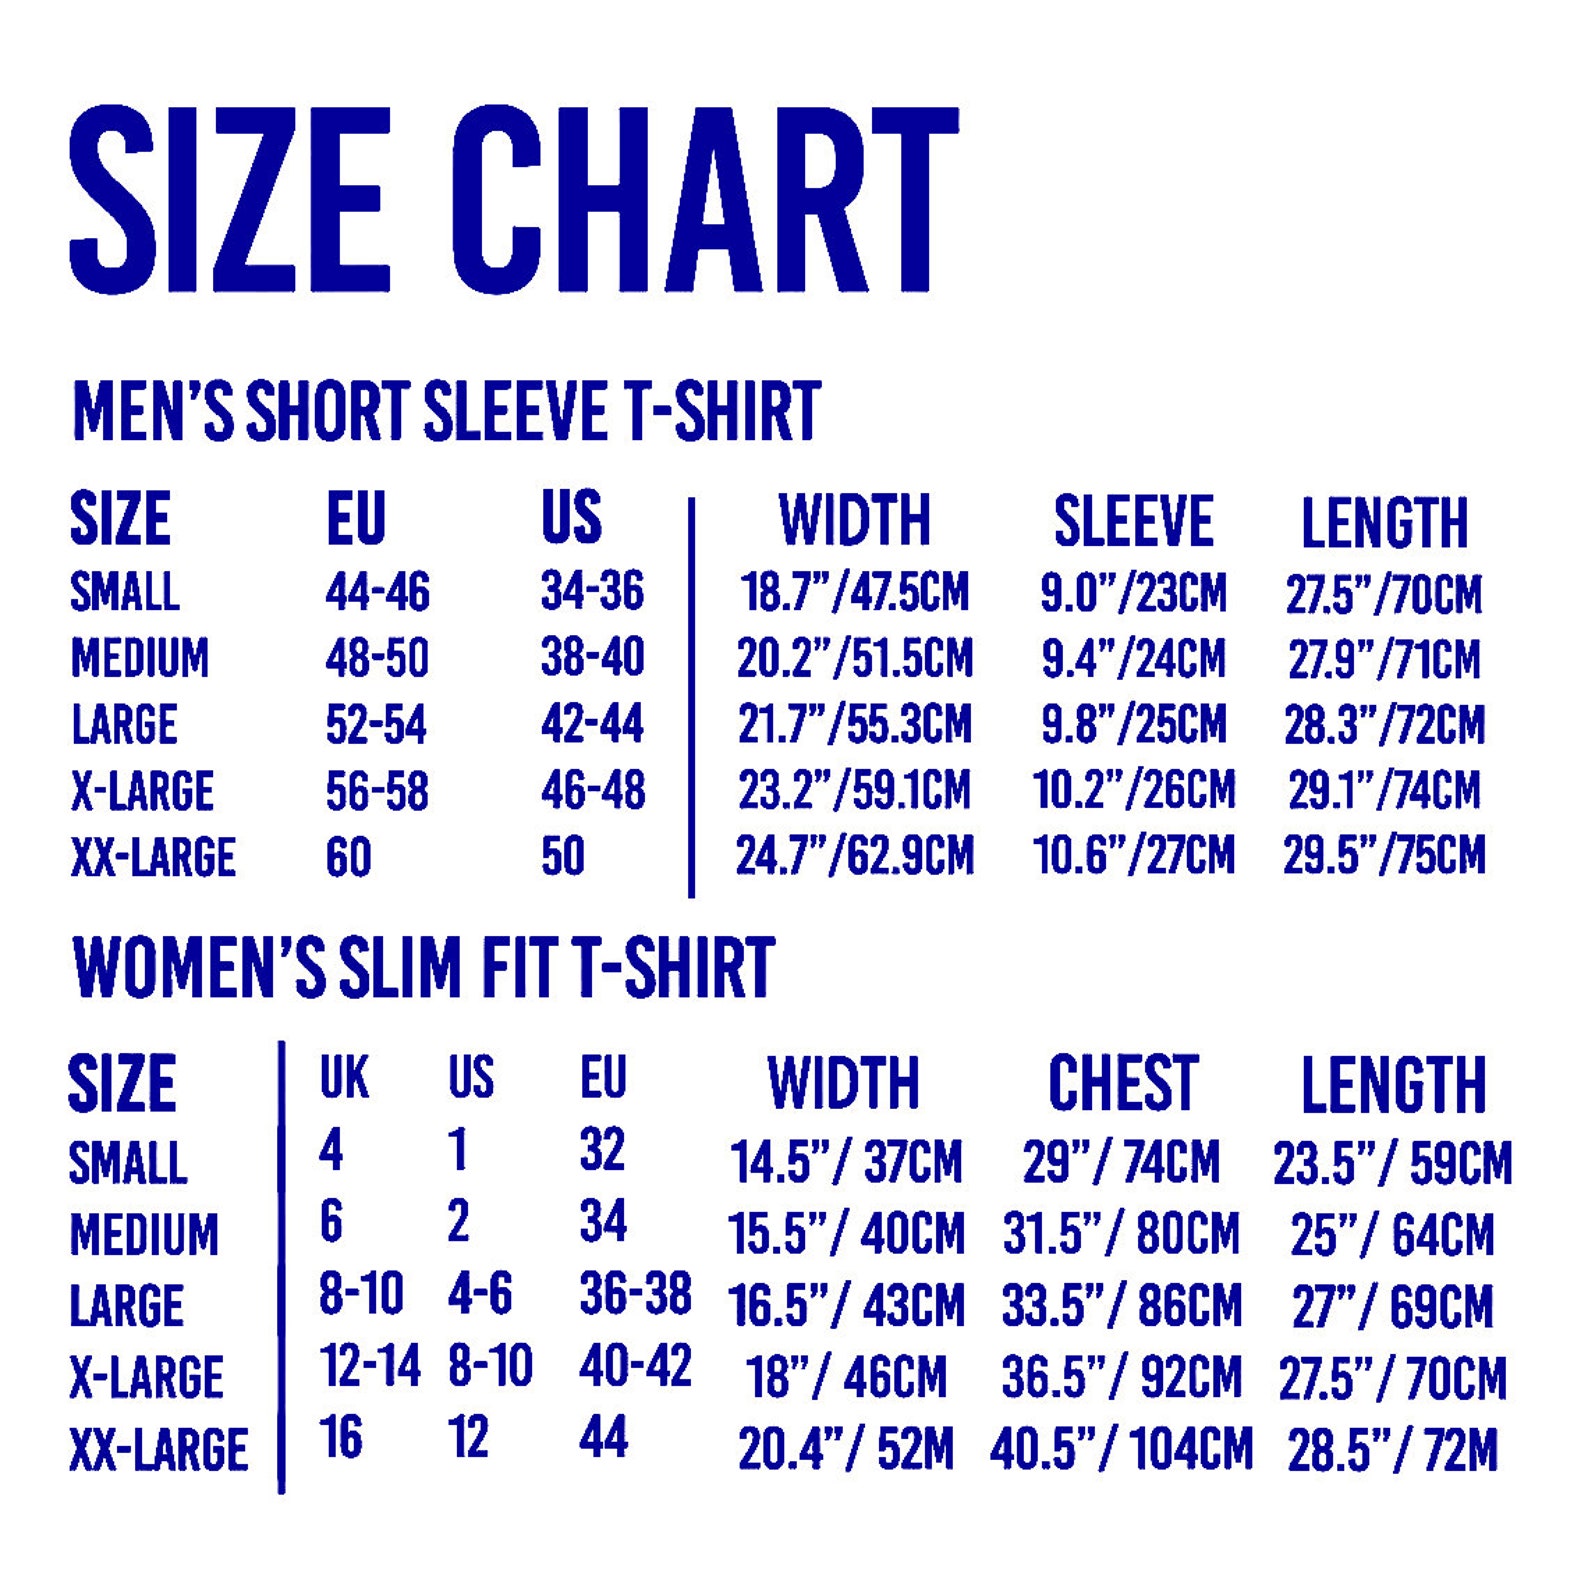 SIZE CHART
MEN’S SHORT SLEEVE T-SHIRT
SIZE EU US WIDTH SLEEVE LENGTH
SMALL 44-46 34-36 18.7”/47.5CM 9.0”/23CM 27.5”/70CM
MEDIUM 48-50 38-40 20.2”/51.5CM 9.4”/24CM 27.9”/71CM
LARGE 52-54 42-44 21.7”/55.3CM 9.8”/25CM 28.3”/72CM
X-LARGE 56-58 46-48 23.2”/59.1CM 10.2”/26CM 29.1”/74CM
XX-LARGE 60 50 24.7”/62.9CM 10.6”/27CM 29.5”/75CM
WOMEN’S SLIM FIT T-SHIRT
SIZE UK US EU WIDTH CHEST LENGTH
SMALL 4 1 32 14.5”/ 37CM 29”/ 74CM 23.5”/ 59CM
MEDIUM 6 2 34 15.5”/ 40CM 31.5”/ 80CM 25”/ 64CM
LARGE 8-10 4-6 36-38 16.5”/ 43CM 33.5”/ 86CM 27”/ 69CM
X-LARGE 12-14 8-10 40-42 18”/ 46CM 36.5”/ 92CM 27.5”/ 70CM
XX-LARGE 16 12 44 20.4”/ 52M 40.5”/ 104CM 28.5”/ 72M